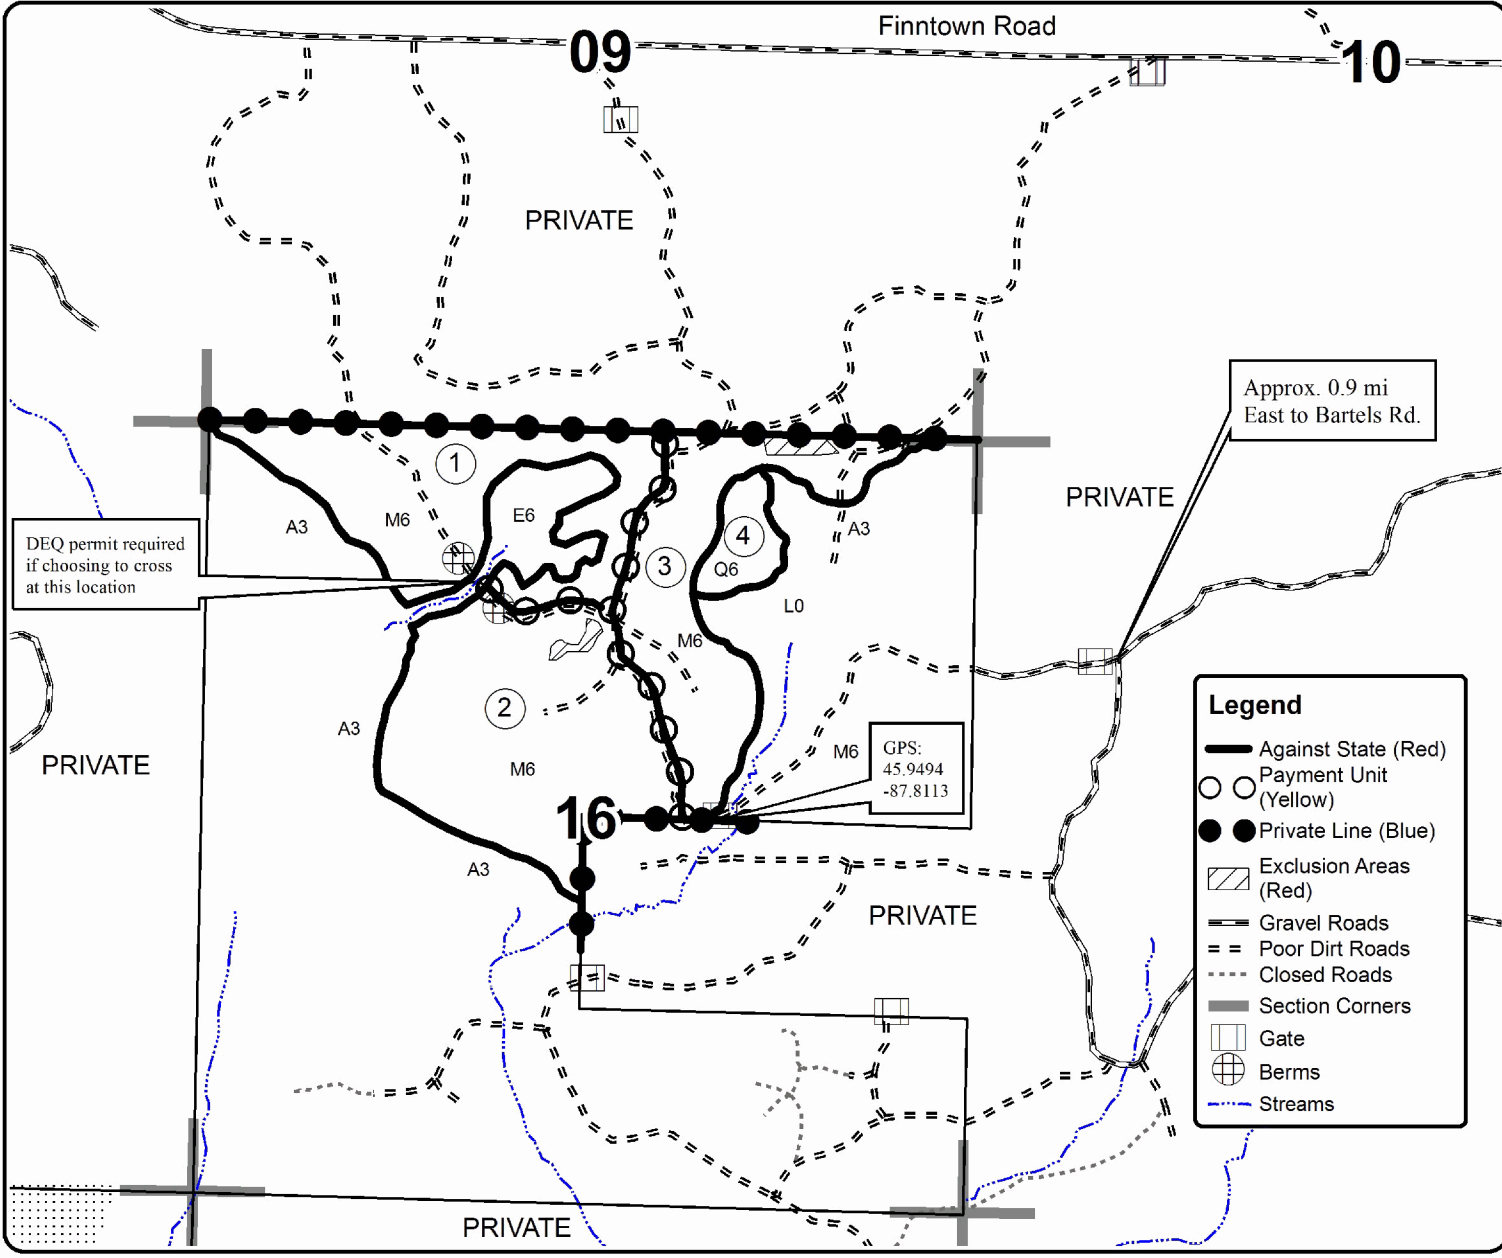 Finntown Road
09
10
PRIVATE
Approx. 0.9 mi
East to Bartels Rd.
1
PRIVATE
A3
M6
E6
4
A3
DEQ permit required
if choosing to cross
at this location
3
Q6
L0
M6
2
A3
PRIVATE
M6
M6
GPS:
45.9494
-87.8113
16
A3
PRIVATE
PRIVATE
Legend
Against State (Red)
Payment Unit
(Yellow)
Private Line (Blue)
Exclusion Areas
(Red)
Gravel Roads
Poor Dirt Roads
Closed Roads
Section Corners
Gate
Berms
Streams